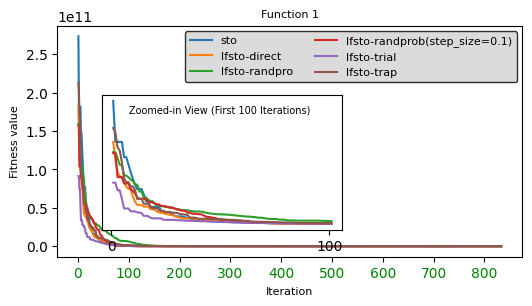 Function 1
1e11
sto
lfsto-direct
lfsto-randpro
lfsto-randprob(step_size=0.1)
lfsto-trial
lfsto-trap
2.5
2.0
1.5
1.0
0.5
0.0
Fitness value
Zoomed-in View (First 100 Iterations)
0
100
0 100 200 300 400 500 600 700 800
Iteration